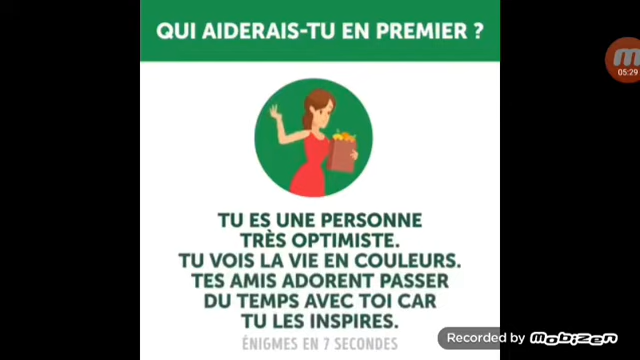 QUI AIDERAIS-TU EN PREMIER ?
05:29
TU ES UNE PERSONNE
TRÈS OPTIMISTE.
TU VOIS LA VIE EN COULEURS.
TES AMIS ADORENT PASSER
DU TEMPS AVEC TOI CAR
TU LES INSPIRES.
ÉNIGMES EN 7 SECONDES
Recorded by Mobizen